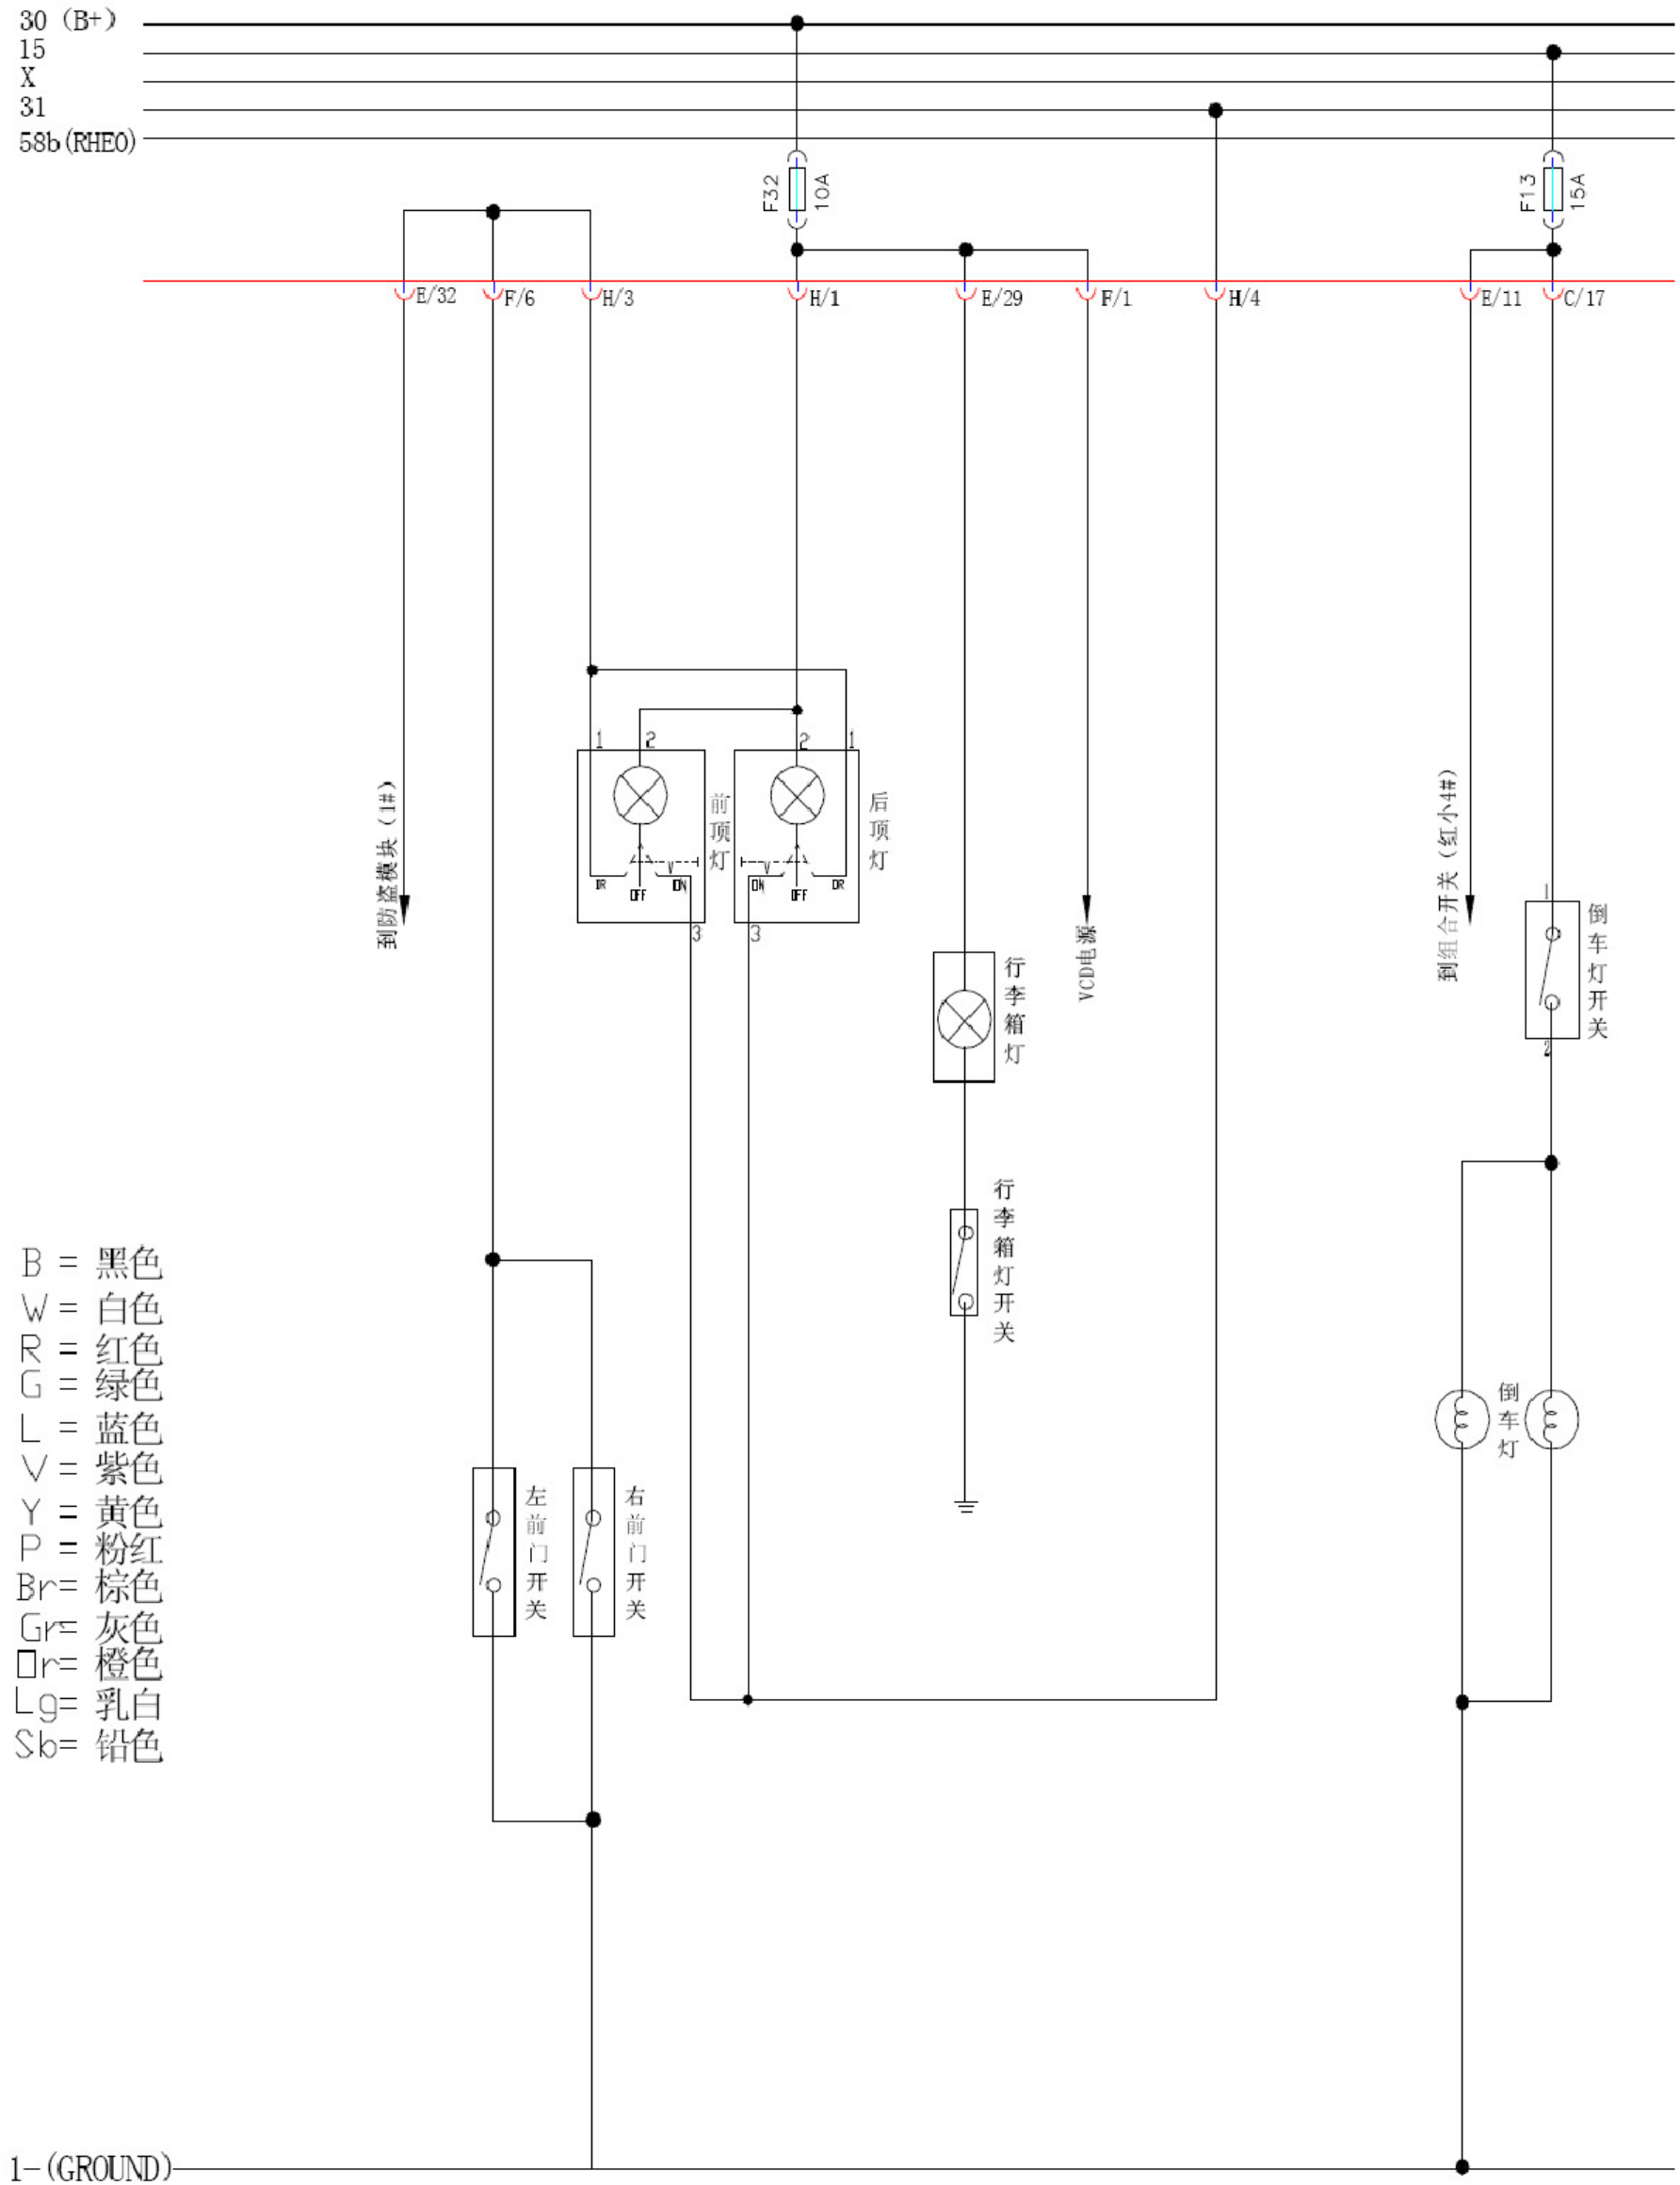 30 (B+)
15
X
31
58b(RHEO)
F32
10A
F13
15A
E/32
F/6
H/3
H/1
E/29
F/1
H/4
E/11
C/17
1
2
2
1
前顶灯
后顶灯
DR
OFF
ON
ON
OFF
DR
3
3
到防盗模块(1#)
VCD电源
到组合开关(红小4#)
行李箱灯
1
倒车灯开关
2
行李箱灯开关
倒车灯
左前门开关
右前门开关
B = 黑色
W = 白色
R = 红色
G = 绿色
L = 蓝色
V = 紫色
Y = 黄色
P = 粉红
Br= 棕色
Gr= 灰色
Or= 橙色
Lg= 乳白
Sb= 铅色
1-(GROUND)